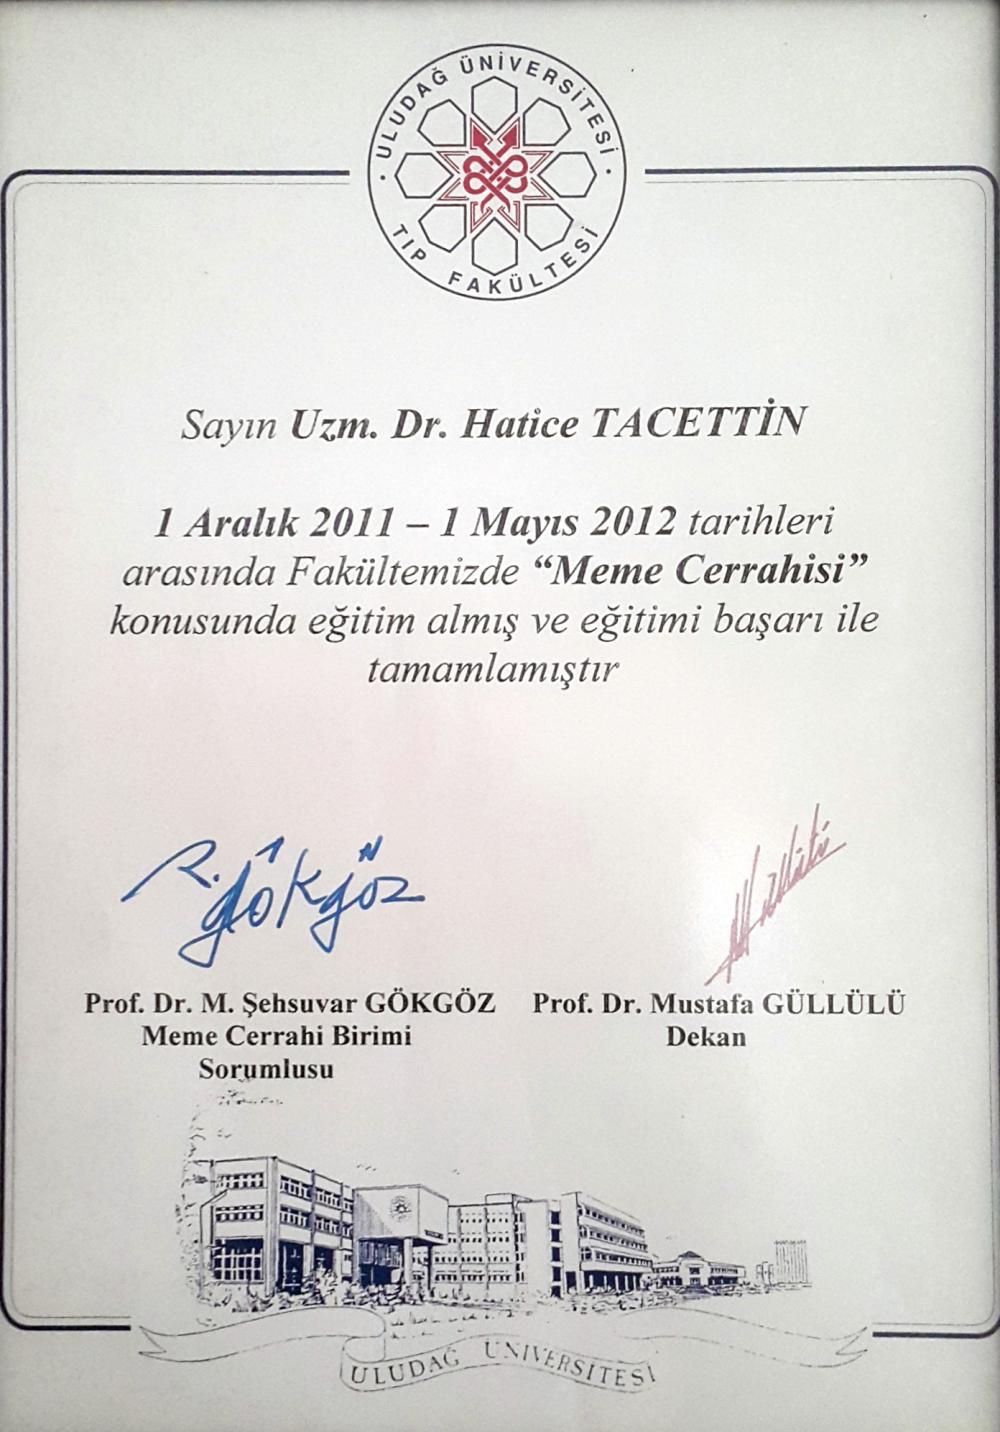 ULUDAĞ ÜNİVERSİTESİ
TIP FAKÜLTESİ
Sayın Uzm. Dr. Hatice TACETTİN
1 Aralık 2011 – 1 Mayıs 2012 tarihleri
arasında Fakültemizde “Meme Cerrahisi”
konusunda eğitim almış ve eğitimi başarı ile
tamamlamıştır
Gökgöz
Prof. Dr. M. Şehsuvar GÖKGÖZ
Meme Cerrahi Birimi
Sorumlusu
Prof. Dr. Mustafa GÜLLÜLÜ
Dekan
ULUDAĞ ÜNİVERSİTESİ